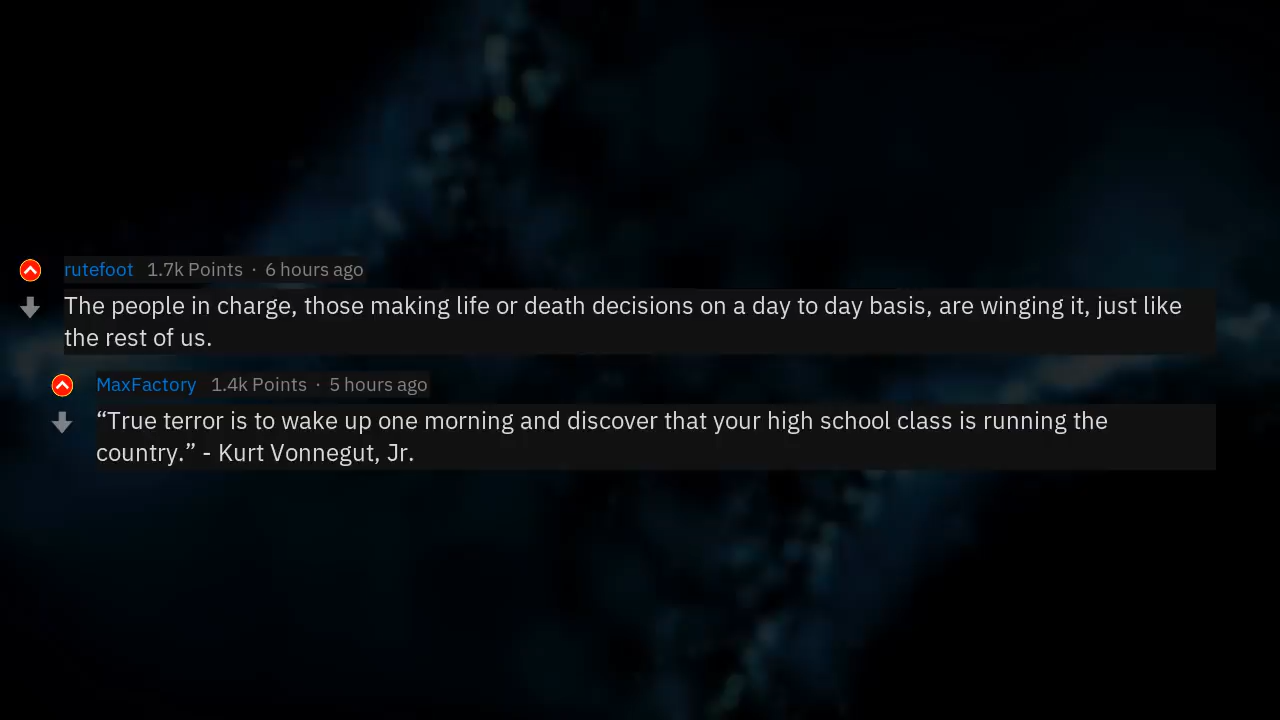 rutefoot 1.7k Points · 6 hours ago
The people in charge, those making life or death decisions on a day to day basis, are winging it, just like
the rest of us.
MaxFactory 1.4k Points · 5 hours ago
“True terror is to wake up one morning and discover that your high school class is running the
country.” - Kurt Vonnegut, Jr.